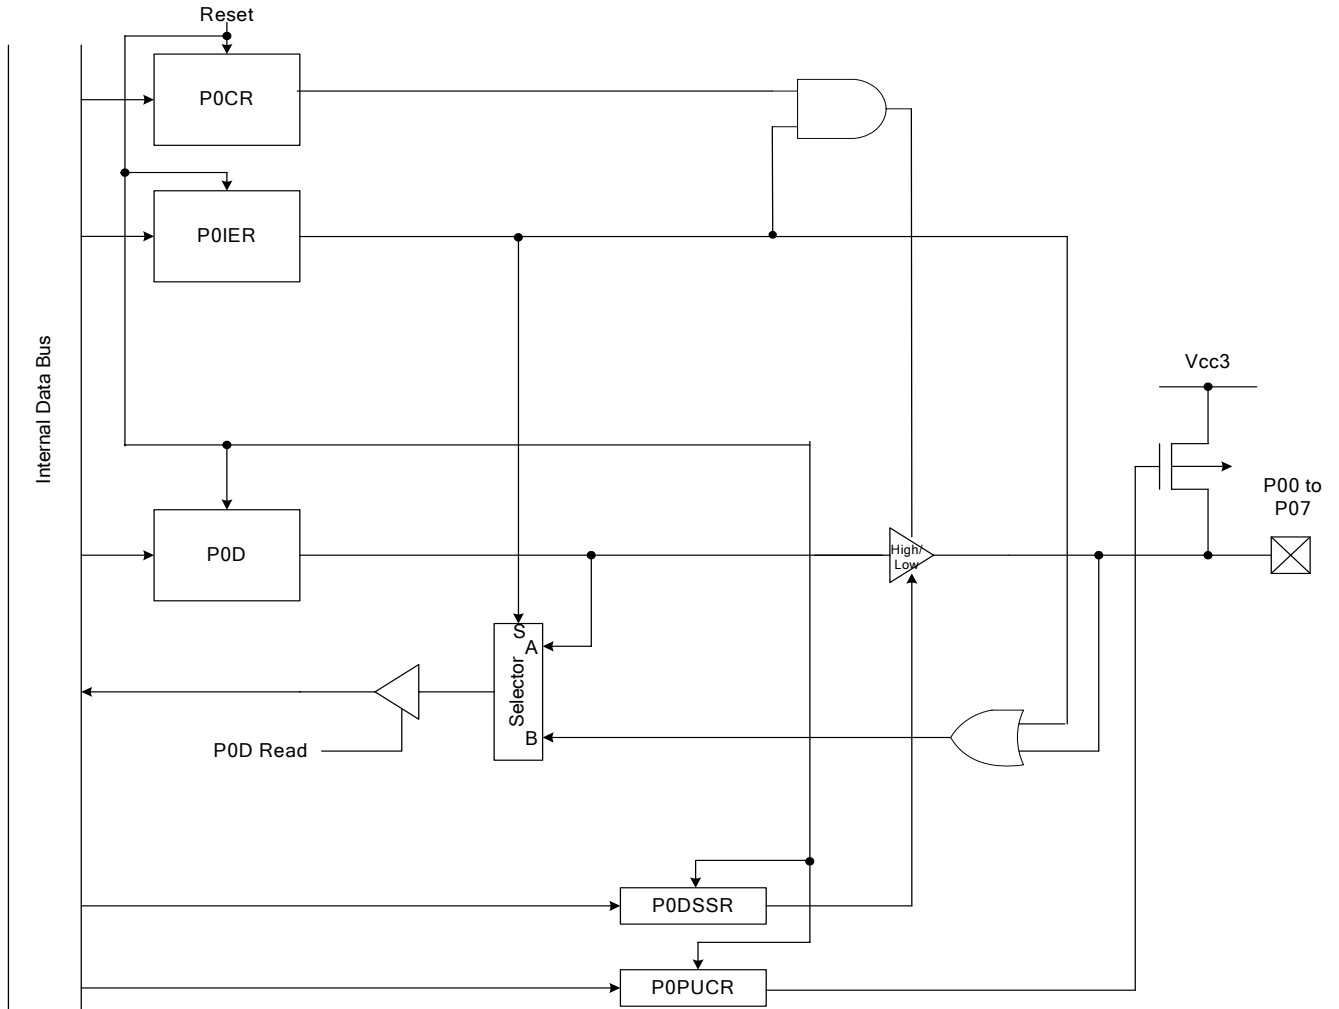 Reset
P0CR
P0IER
Internal Data Bus
Vcc3
P00 to
P07
P0D
High/
Low
S
A
Selector
B
P0D Read
P0DSSR
P0PUCR